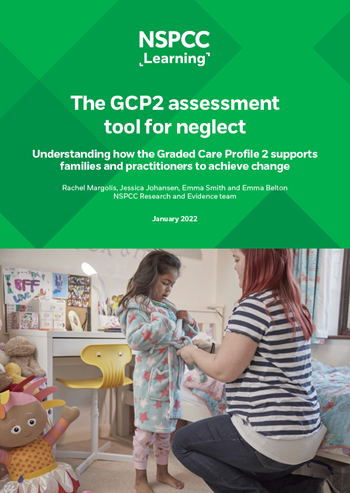 NSPCC
Learning
The GCP2 assessment
tool for neglect
Understanding how the Graded Care Profile 2 supports
families and practitioners to achieve change
Rachel Margolis, Jessica Johansen, Emma Smith and Emma Belton
NSPCC Research and Evidence team
January 2022
BFF